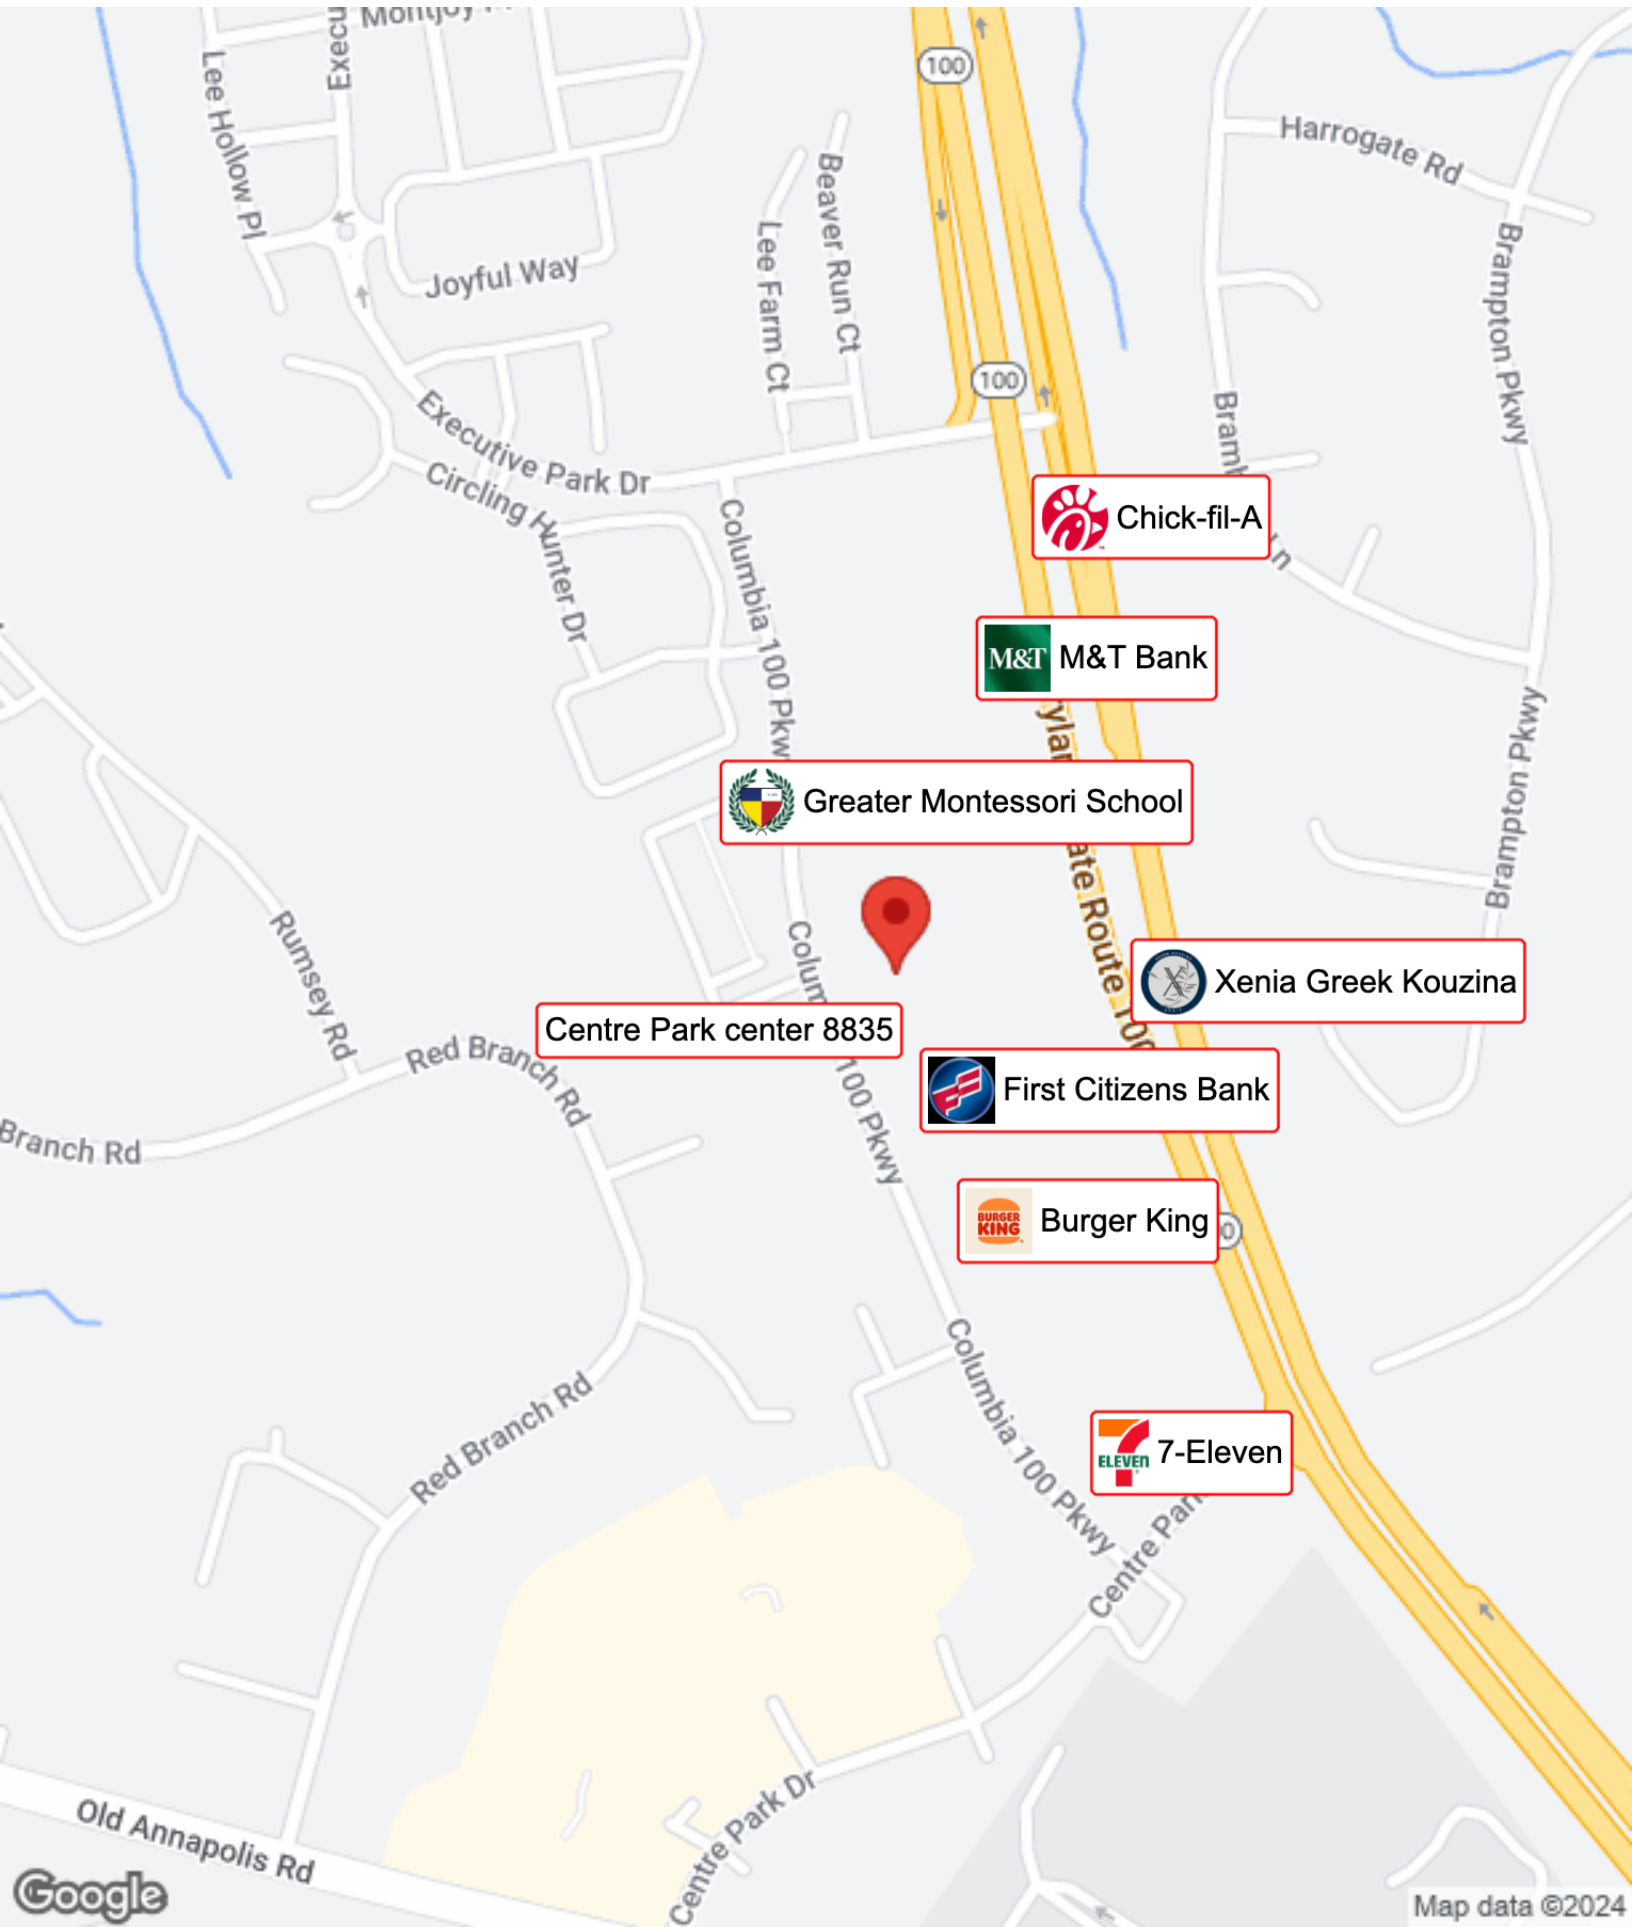 Montjoy
Lee Hollow Pl
100
Harrogate Rd
Beaver Run Ct
Lee Farm Ct
Joyful Way
Brampton Pkwy
100
Executive Park Dr
Circling Hunter Dr
Columbia 100 Pkwy
Chick-fil-A
M&T M&T Bank
Greater Montessori School
Brampton Pkwy
Route 100
Rumsey Rd
Xenia Greek Kouzina
Centre Park center 8835
Red Branch Rd
First Citizens Bank
100 Pkwy
Branch Rd
BURGER
KING
Burger King
Columbia 100 Pkwy
Red Branch Rd
ELEVEN
7-Eleven
Centre Park
Centre Park Dr
Old Annapolis Rd
Google
Map data ©2024